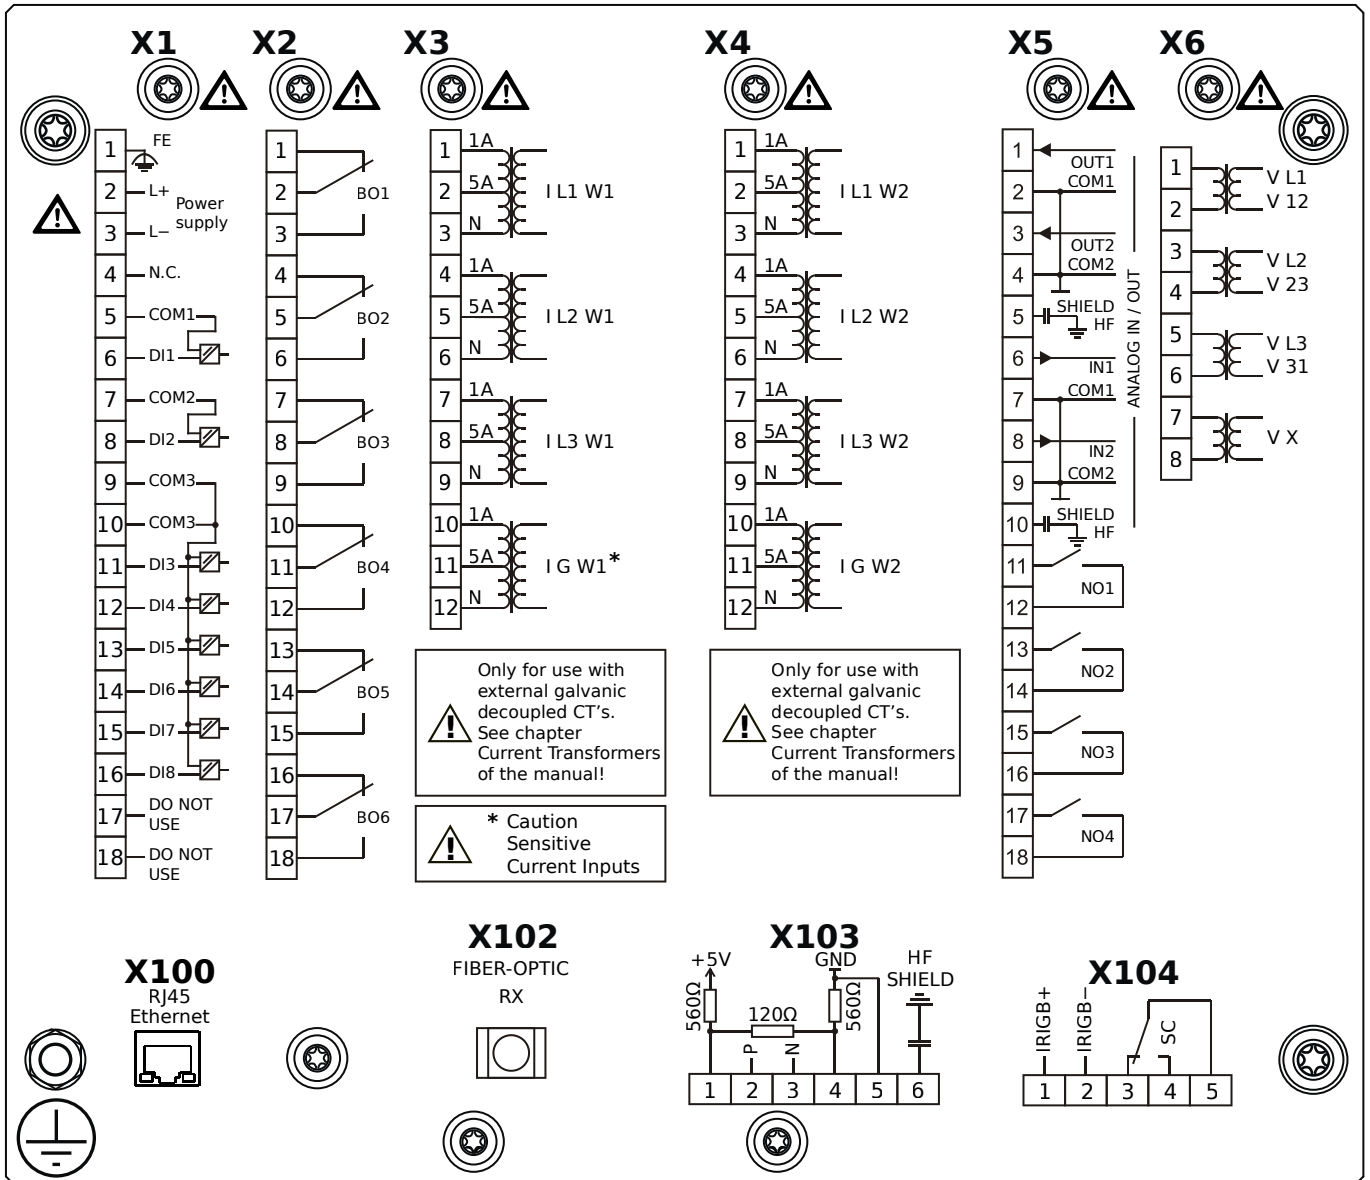 X1
X2
X3
X4
X5
X6
1 FE
2 L+
Power
supply
3 L−
4 N.C.
5 COM1
6 DI1
7 COM2
8 DI2
9 COM3
10 COM3
11 DI3
12 DI4
13 DI5
14 DI6
15 DI7
16 DI8
17 DO NOT
USE
18 DO NOT
USE
1
2 BO1
3
4
5 BO2
6
7
8 BO3
9
10
11 BO4
12
13
14 BO5
15
16
17 BO6
18
1 1A
2 5A I L1 W1
3 N
4 1A
5 5A I L2 W1
6 N
7 1A
8 5A I L3 W1
9 N
10 1A
11 5A I G W1*
12 N
Only for use with
external galvanic
decoupled CT's.
See chapter
Current Transformers
of the manual!
* Caution
Sensitive
Current Inputs
1 1A
2 5A I L1 W2
3 N
4 1A
5 5A I L2 W2
6 N
7 1A
8 5A I L3 W2
9 N
10 1A
11 5A I G W2
12 N
Only for use with
external galvanic
decoupled CT's.
See chapter
Current Transformers
of the manual!
1
OUT1
2 COM1
3
OUT2
4 COM2
5 SHIELD
HF
6
IN1
7 COM1
8
IN2
9 COM2
10 SHIELD
HF
ANALOG IN / OUT
11
NO1
12
13
NO2
14
15
NO3
16
17
NO4
18
1 V L1
2 V 12
3 V L2
4 V 23
5 V L3
6 V 31
7
V X
8
X100
RJ45
Ethernet
X102
FIBER-OPTIC
RX
X103
+5V
GND
HF
SHIELD
560Ω
120Ω
560Ω
P
N
1 2 3 4 5 6
X104
IRIGB+
IRIGB−
SC
1 2 3 4 5